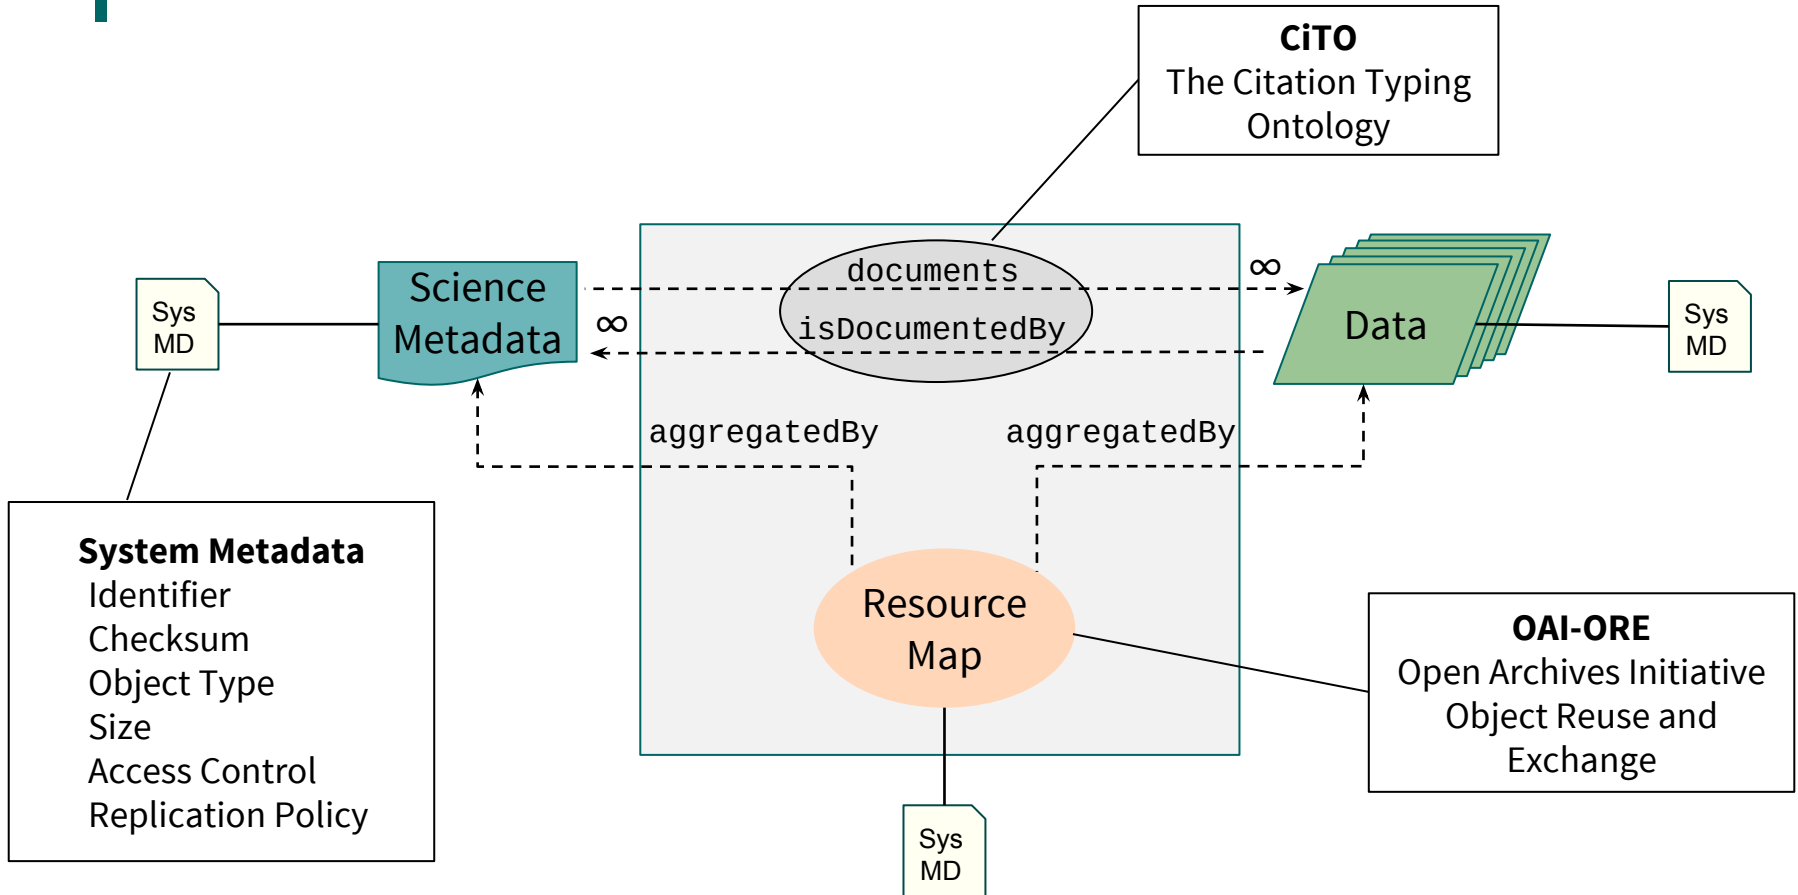 CiTO
The Citation Typing
Ontology
documents
∞
∞
isDocumentedBy
Science
Metadata
Data
Sys
MD
Sys
MD
aggregatedBy
aggregatedBy
System Metadata
Identifier
Checksum
Object Type
Size
Access Control
Replication Policy
Resource
Map
OAI-ORE
Open Archives Initiative
Object Reuse and
Exchange
Sys
MD